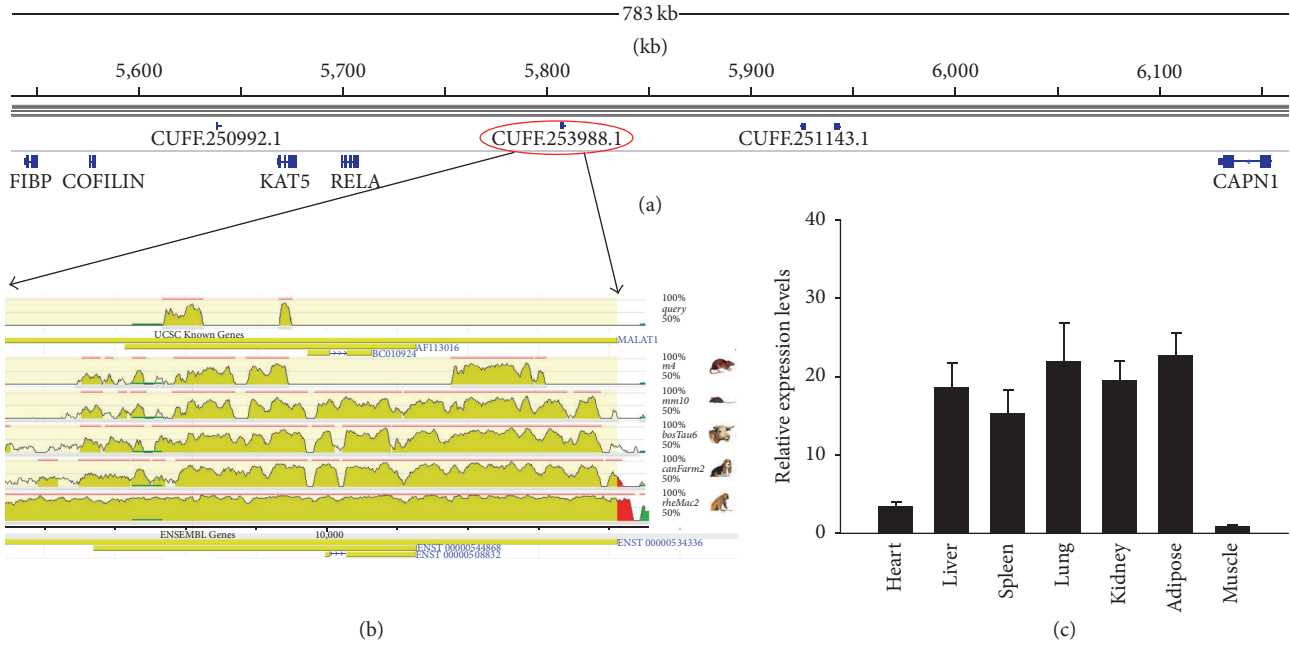 783 kb
(kb)
5,600 5,700 5,800 5,900 6,000 6,100
CUFF.250992.1 CUFF.253988.1 CUFF.251143.1
FIBP COFILIN KAT5 RELA CAPN1
(a)
100%
query
50%
UCSC Known Genes
MALAT1
AF113016
BC010924
100%
m4
50%
100%
mm10
50%
100%
bosTau6
50%
100%
canFarm2
50%
100%
rheMac2
50%
10,000
ENSEMBL Genes
ENST 00000534336
ENST 00000544868
ENST 00000508832
(b)
Relative expression levels
40
30
20
10
0
Heart
Liver
Spleen
Lung
Kidney
Adipose
Muscle
(c)